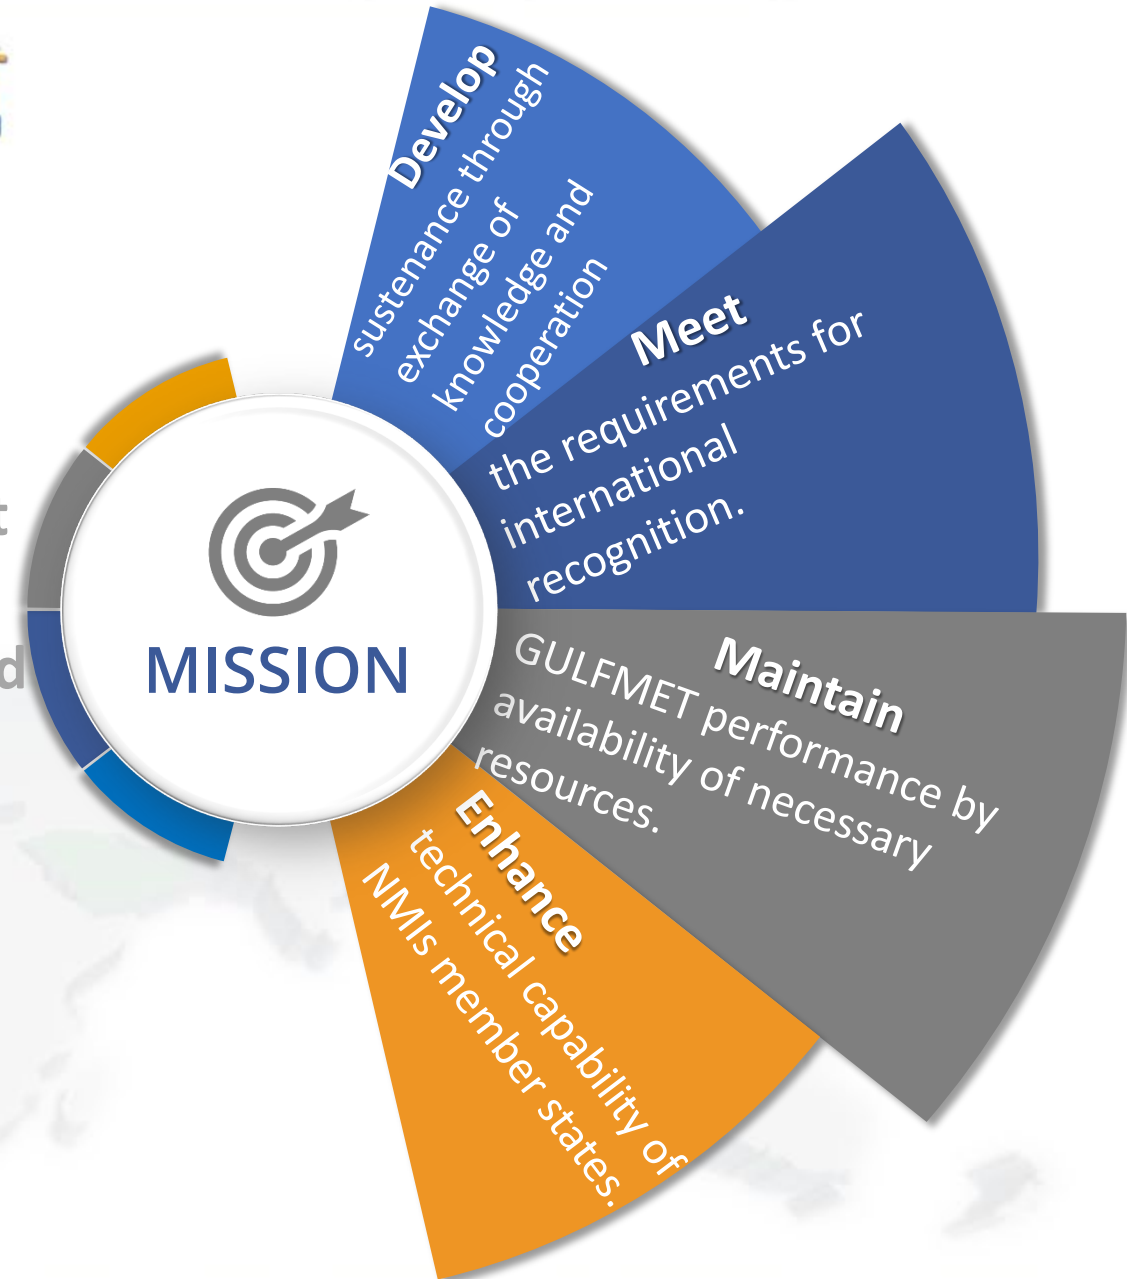 Develop
sustenance through
exchange of
knowledge and
cooperation
Meet
the requirements for
international
recognition.
MISSION
Maintain
GULFMET performance by
availability of necessary
resources.
Enhance
technical capability of
NMIs member states.